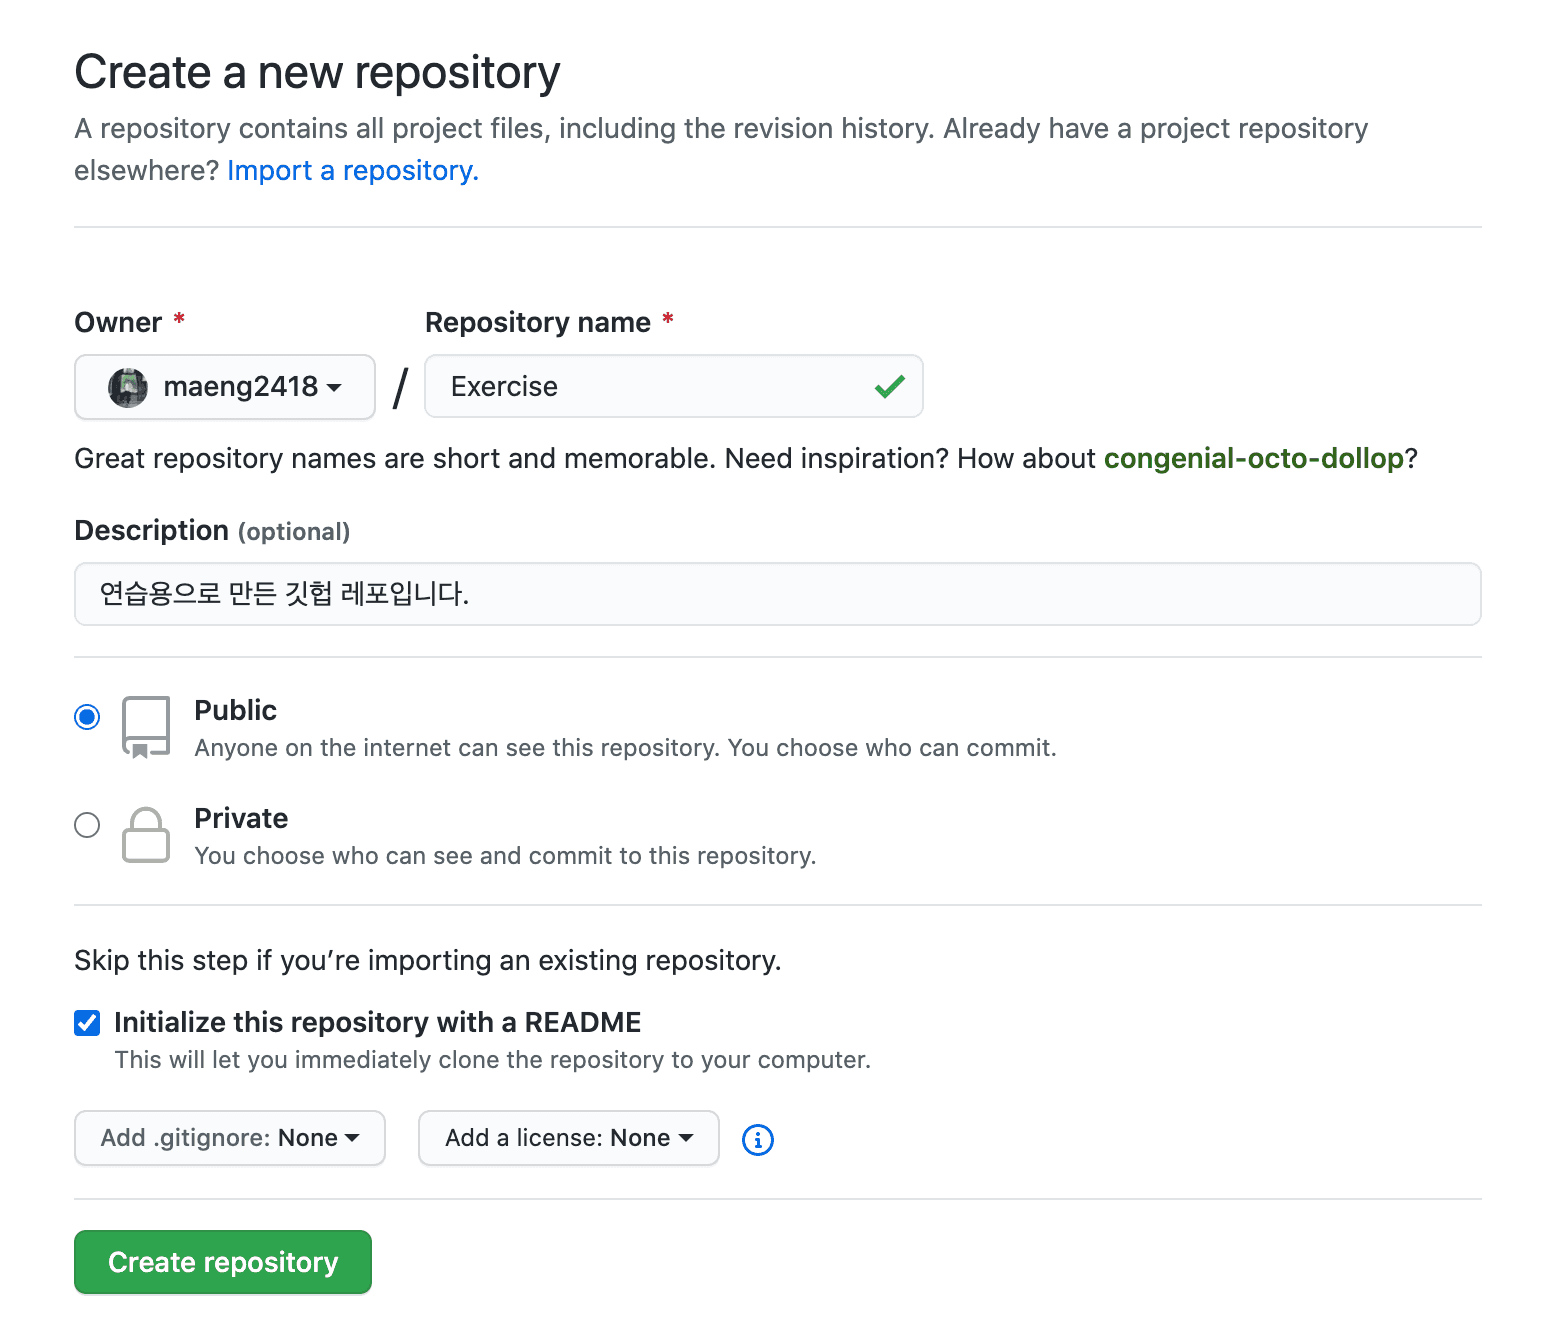 Create a new repository
A repository contains all project files, including the revision history. Already have a project repository
elsewhere? Import a repository.
Owner * Repository name *
maeng2418 / Exercise
Great repository names are short and memorable. Need inspiration? How about congenial-octo-dollop?
Description (optional)
연습용으로 만든 깃헙 레포입니다.
Public
Anyone on the internet can see this repository. You choose who can commit.
Private
You choose who can see and commit to this repository.
Skip this step if you’re importing an existing repository.
Initialize this repository with a README
This will let you immediately clone the repository to your computer.
Add .gitignore: None Add a license: None
Create repository